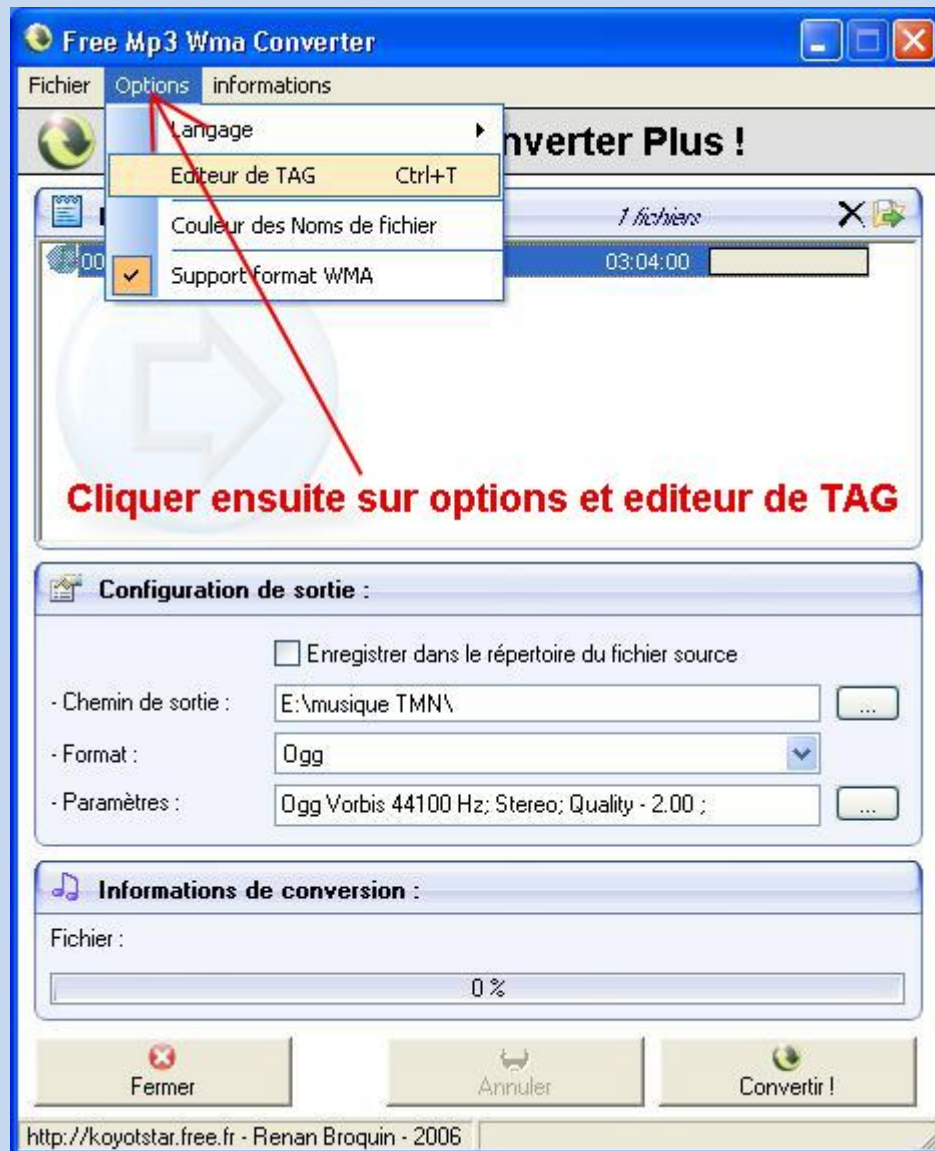 Free Mp3 Wma Converter
Fichier Options informations
nverter Plus !
Langage
Editeur de TAG Ctrl+T
Couleur des Noms de fichier
Support format WMA
1 fichiers
00
03:04:00
Cliquer ensuite sur options et editeur de TAG
Configuration de sortie :
Enregistrer dans le répertoire du fichier source
- Chemin de sortie : E:\musique TMN\ ...
- Format : Ogg
- Paramètres : Ogg Vorbis 44100 Hz; Stereo; Quality - 2.00 ; ...
Informations de conversion :
Fichier :
0 %
Fermer Annuler Convertir !
http://koyotstar.free.fr - Renan Broquin - 2006